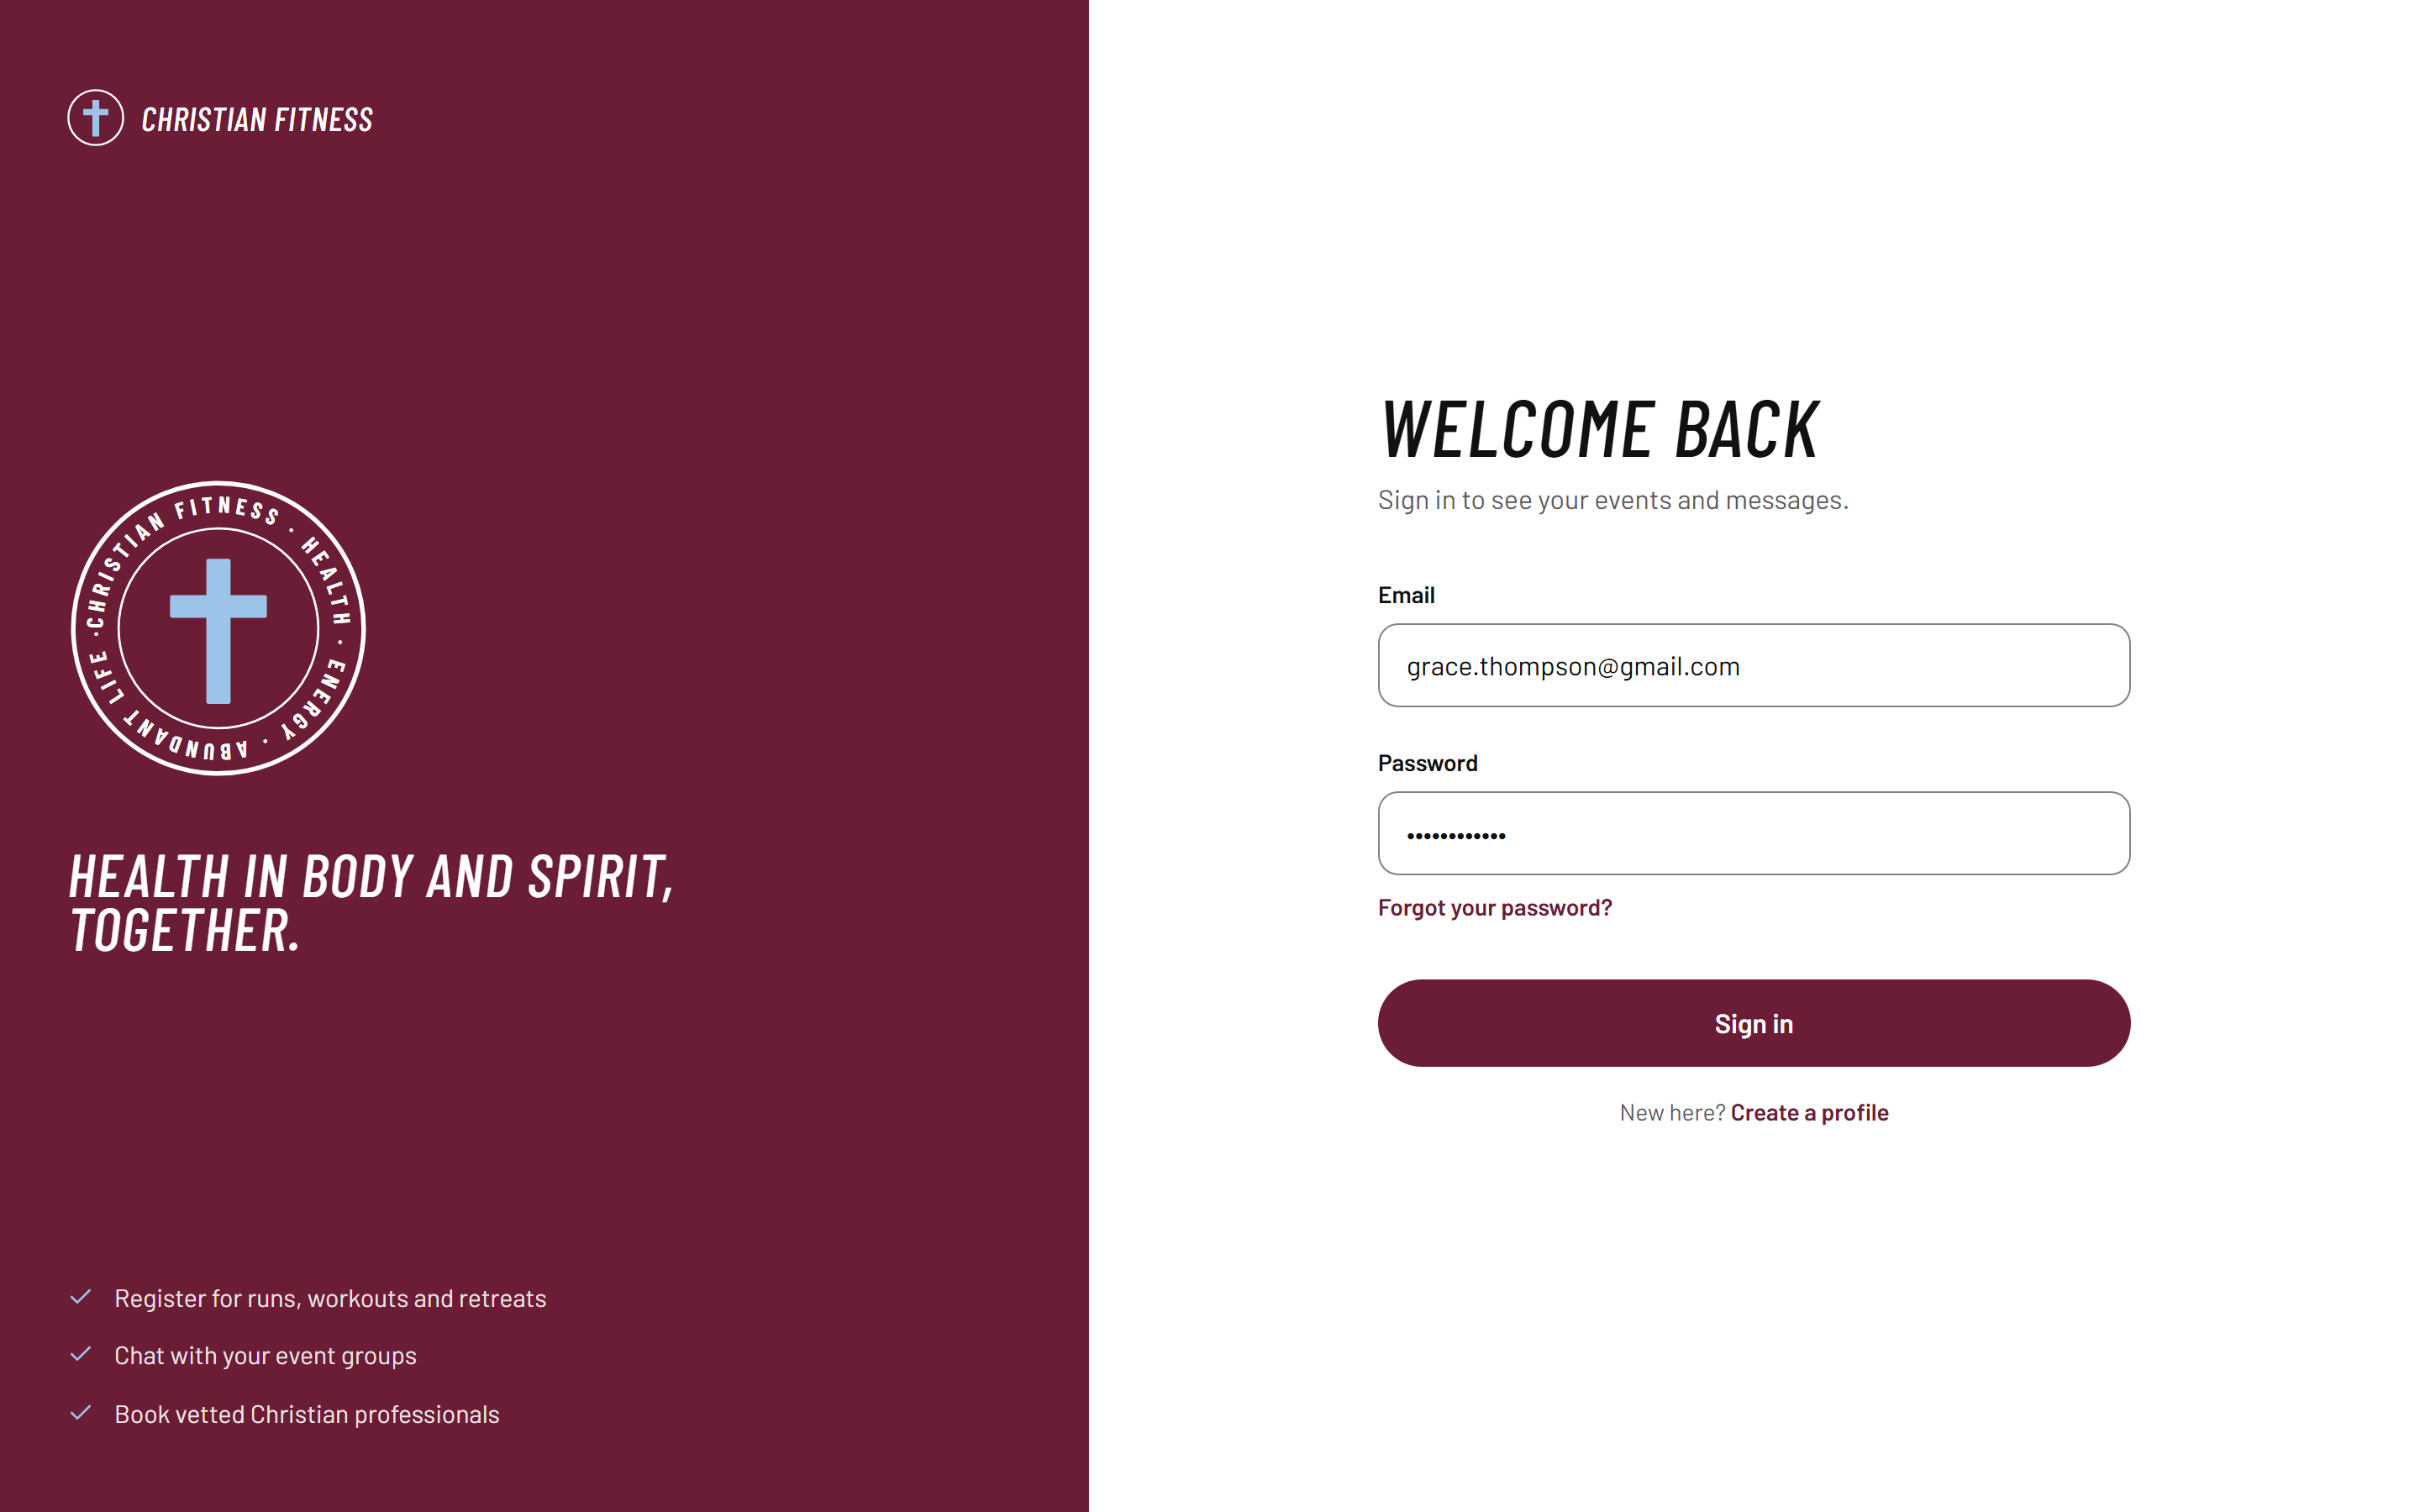 CHRISTIAN FITNESS
CHRISTIAN FITNESS · HEALTH · ENERGY · ABUNDANT LIFE ·
HEALTH IN BODY AND SPIRIT,
TOGETHER.
Register for runs, workouts and retreats
Chat with your event groups
Book vetted Christian professionals
WELCOME BACK
Sign in to see your events and messages.
Email
grace.thompson@gmail.com
Password
••••••••••••
Forgot your password?
Sign in
New here? Create a profile